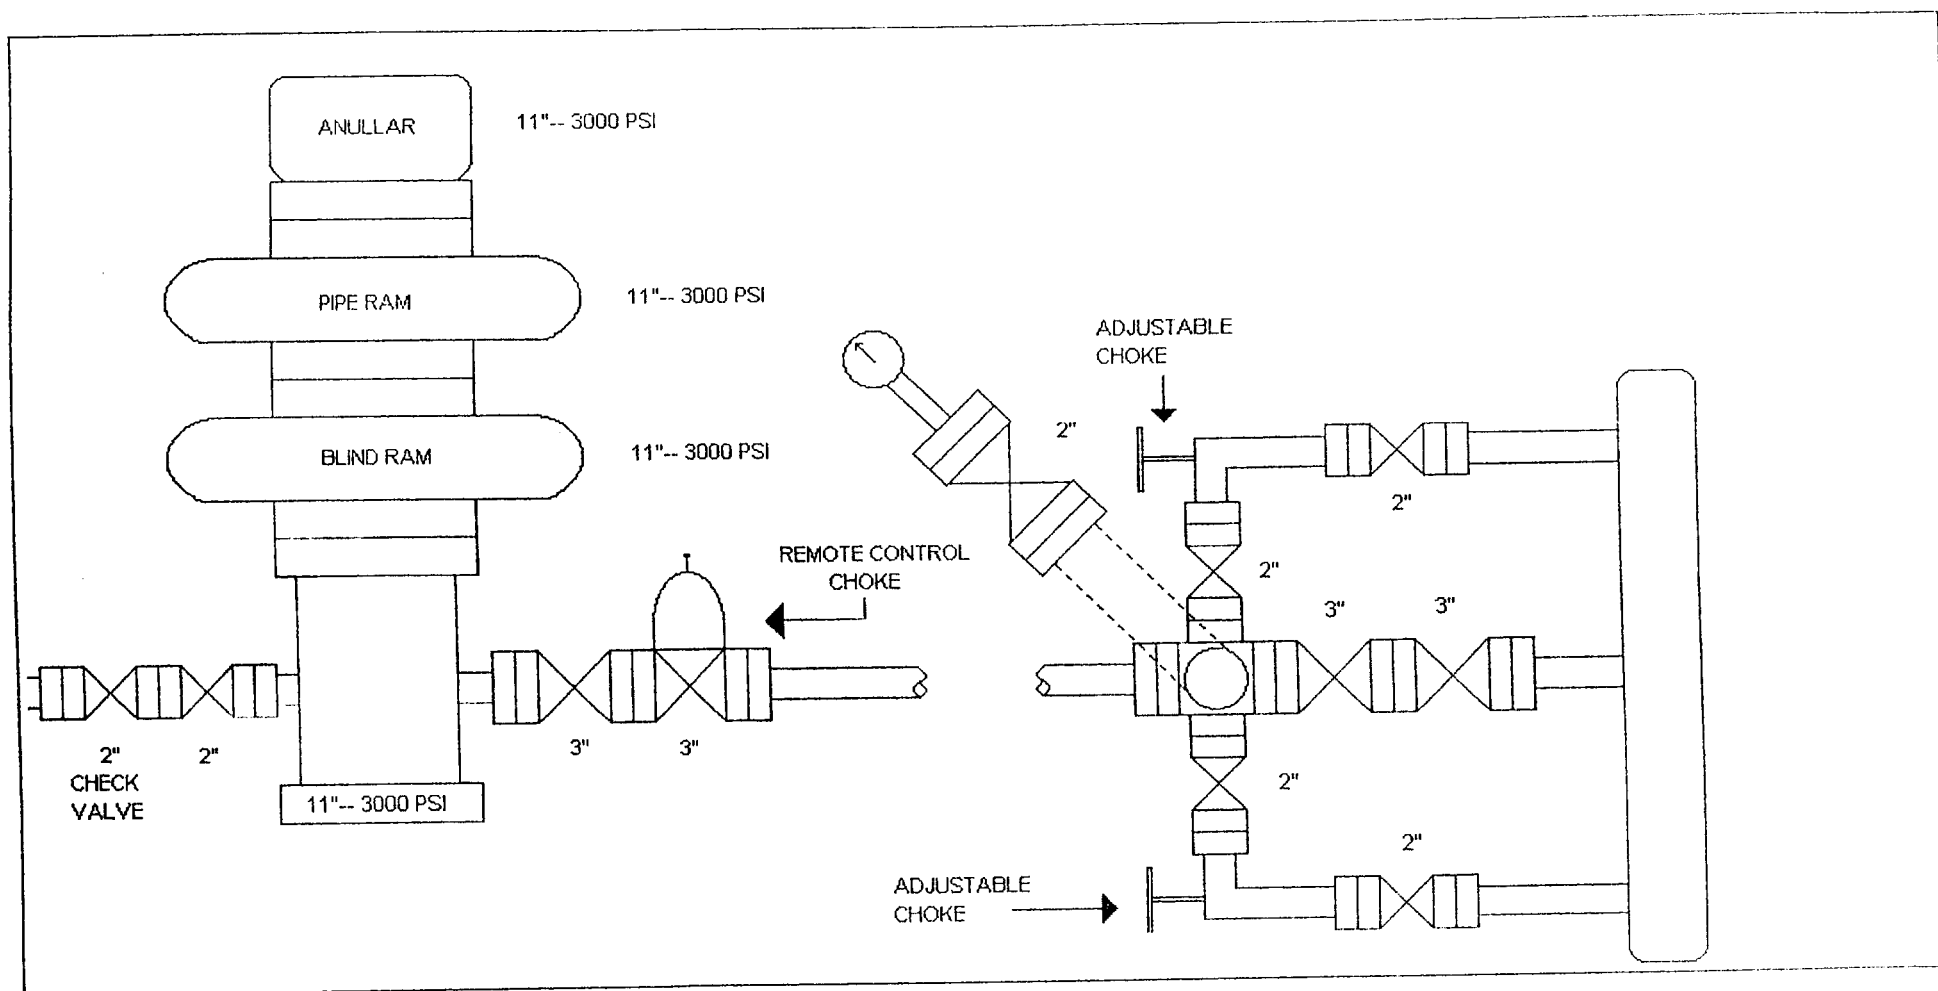 ANULLAR
11"-- 3000 PSI
PIPE RAM
11"-- 3000 PSI
BLIND RAM
11"-- 3000 PSI
2"
CHECK
VALVE
2"
11"-- 3000 PSI
3"
3"
REMOTE CONTROL
CHOKE
2"
ADJUSTABLE
CHOKE
2"
2"
3"
3"
2"
2"
ADJUSTABLE
CHOKE